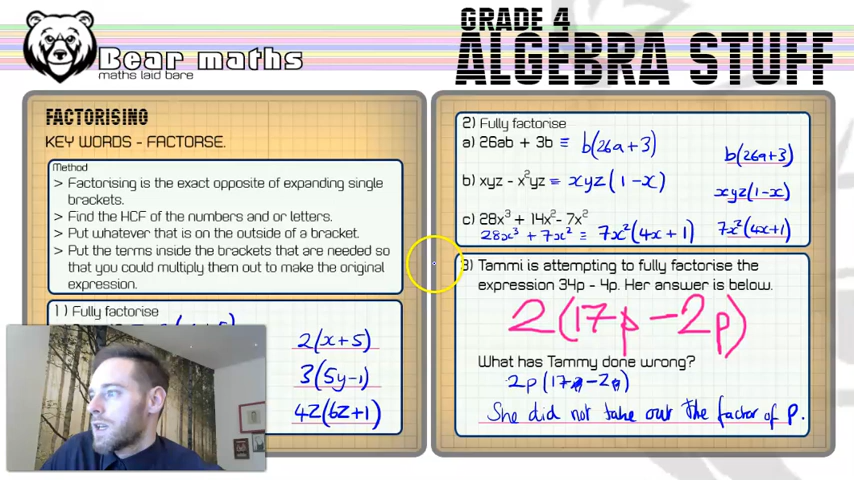 GRADE 4
ALGEBRA STUFF
Bear maths
maths laid bare
FACTORISING
KEY WORDS - FACTORSE.
Method
> Factorising is the exact opposite of expanding single
brackets.
> Find the HCF of the numbers and or letters.
> Put whatever that is on the outside of a bracket.
> Put the terms inside the brackets that are needed so
that you could multiply them out to make the original
expression.
1) Fully factorise
2(x+5)
3(5y-1)
4z(6z+1)
2) Fully factorise
a) 26ab + 3b ≡ b(26a+3)
b(26a+3)
b) xyz - x²yz = xyz(1-x)
xyz(1-x)
c) 28x³ + 14x² - 7x²
28x³ + 7x² ≡ 7x²(4x+1)
7x²(4x+1)
3) Tammi is attempting to fully factorise the
expression 34p - 4p. Her answer is below.
2(17p-2p)
What has Tammy done wrong?
2p(17-2)
She did not take out the factor of p.